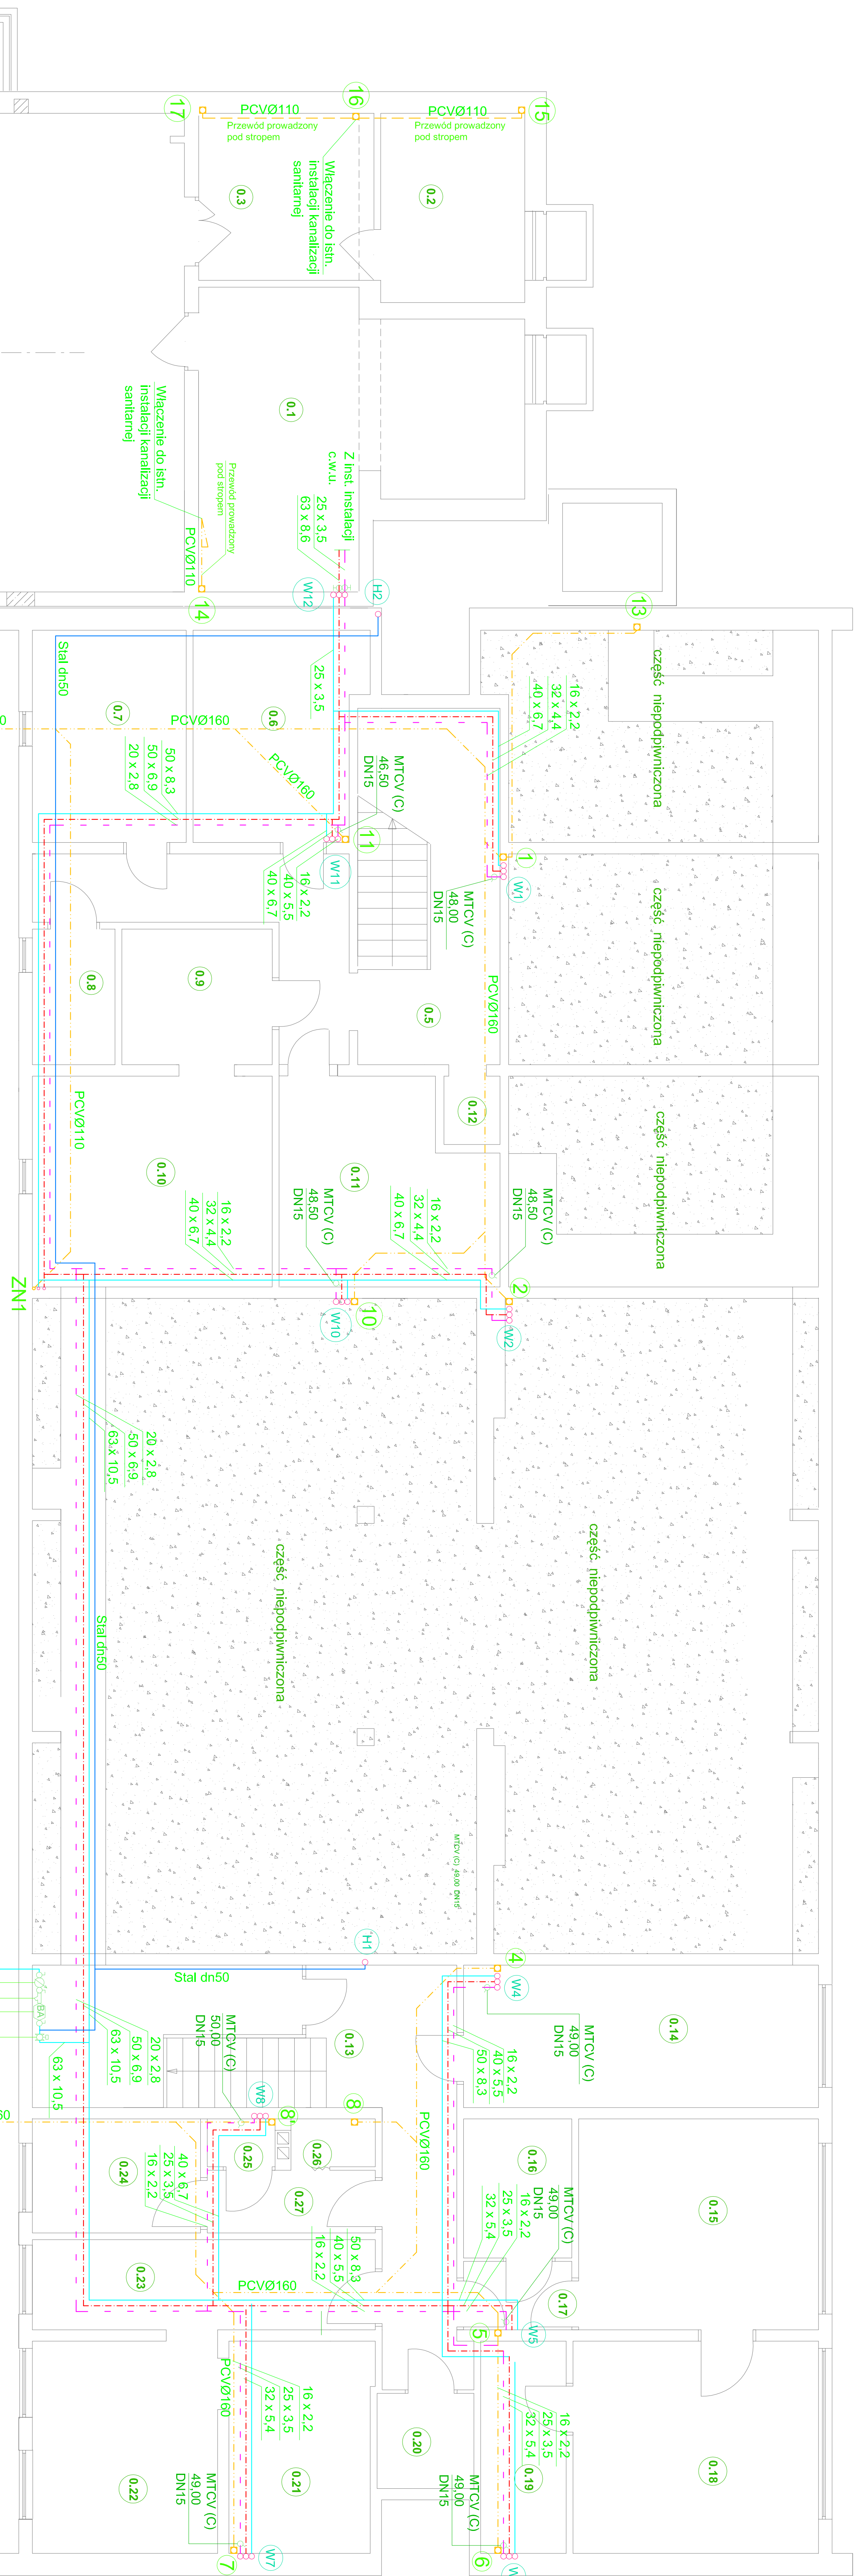 17
PCVØ110
16
PCVØ110
15
Przewód prowadzony
pod stropem
Przewód prowadzony
pod stropem
Włączenie do istn.
instalacji kanalizacji
sanitarnej
0.3
0.2
0.1
Włączenie do istn.
instalacji kanalizacji
sanitarnej
Z inst. instalacji
c.w.u.
25 x 3,5
63 x 8,6
Przewód prowadzony
pod stropem
PCVØ110
14
W12
H2
13
Stal dn50
25 x 3,5
część niepodpiwniczona
16 x 2,2
32 x 4,4
40 x 6,7
0.7
PCVØ160
0.6
PCVØ160
50 x 8,3
50 x 6,9
20 x 2,8
MTCV (C)
46,50
DN15
11
W11
16 x 2,2
40 x 5,5
40 x 6,7
1
W1
MTCV (C)
48,00
DN15
część niepodpiwniczona
0.8
0.9
0.5
PCVØ160
PCVØ110
0.12
część niepodpiwniczona
0.10
0.11
16 x 2,2
32 x 4,4
40 x 6,7
MTCV (C)
48,50
DN15
16 x 2,2
32 x 4,4
40 x 6,7
MTCV (C)
48,50
DN15
ZN1
10
W10
2
W2
20 x 2,8
50 x 6,9
63 x 10,5
część niepodpiwniczona
część niepodpiwniczona
Stal dn50
MTCV (C) 49,00 DN15
H1
4
W4
Stal dn50
BA
63 x 10,5
20 x 2,8
50 x 6,9
63 x 10,5
MTCV (C)
50,00
DN15
0.13
16 x 2,2
40 x 5,5
50 x 8,3
MTCV (C)
49,00
DN15
0.14
W8
8'
8
PCVØ160
0.24
0.25
0.26
0.27
40 x 6,7
25 x 3,5
16 x 2,2
0.16
MTCV (C)
49,00
DN15
16 x 2,2
25 x 3,5
32 x 5,4
0.15
0.23
PCVØ160
50 x 8,3
40 x 5,5
16 x 2,2
0.17
5
W5
PCVØ160
16 x 2,2
25 x 3,5
32 x 5,4
0.20
16 x 2,2
25 x 3,5
32 x 5,4
0.18
0.22
0.21
0.19
MTCV (C)
49,00
DN15
MTCV (C)
49,00
DN15
7
W7
6